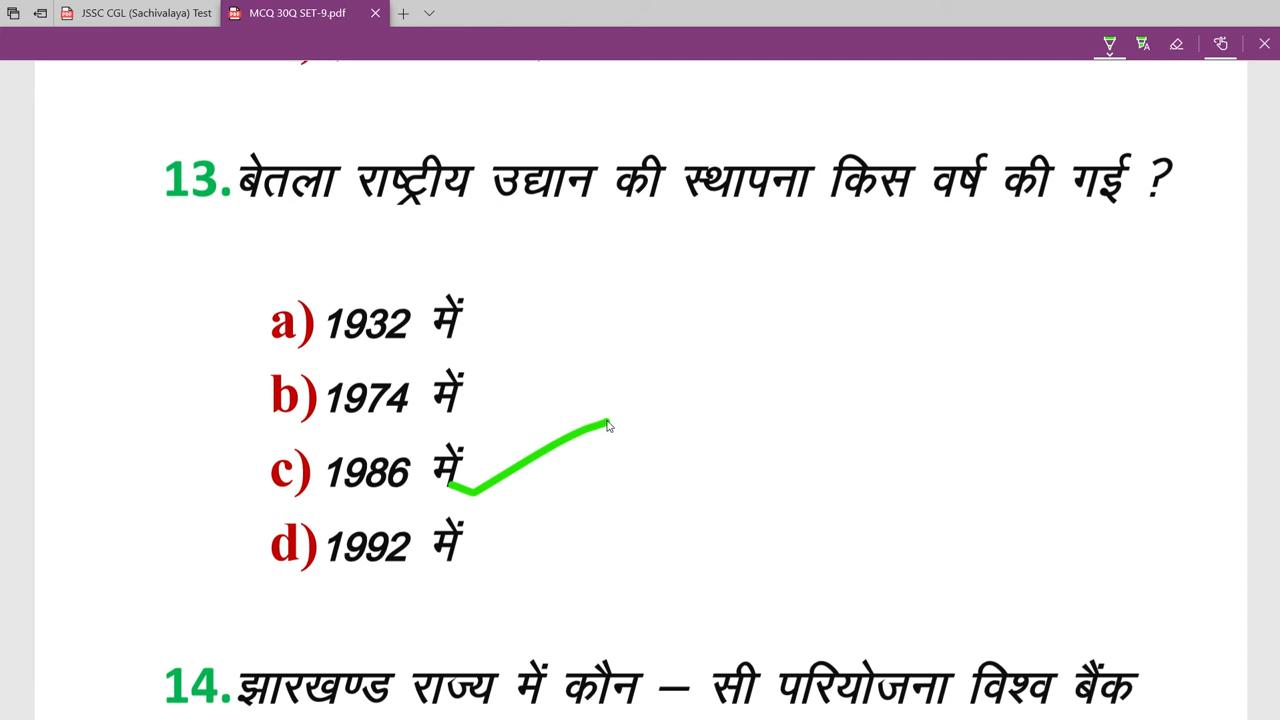 JSSC CGL (Sachivalaya) Test
MCQ 30Q SET-9.pdf
13. बेतला राष्ट्रीय उद्यान की स्थापना किस वर्ष की गई ?
a) 1932 में
b) 1974 में
c) 1986 में
d) 1992 में
14. झारखण्ड राज्य में कौन – सी परियोजना विश्व बैंक